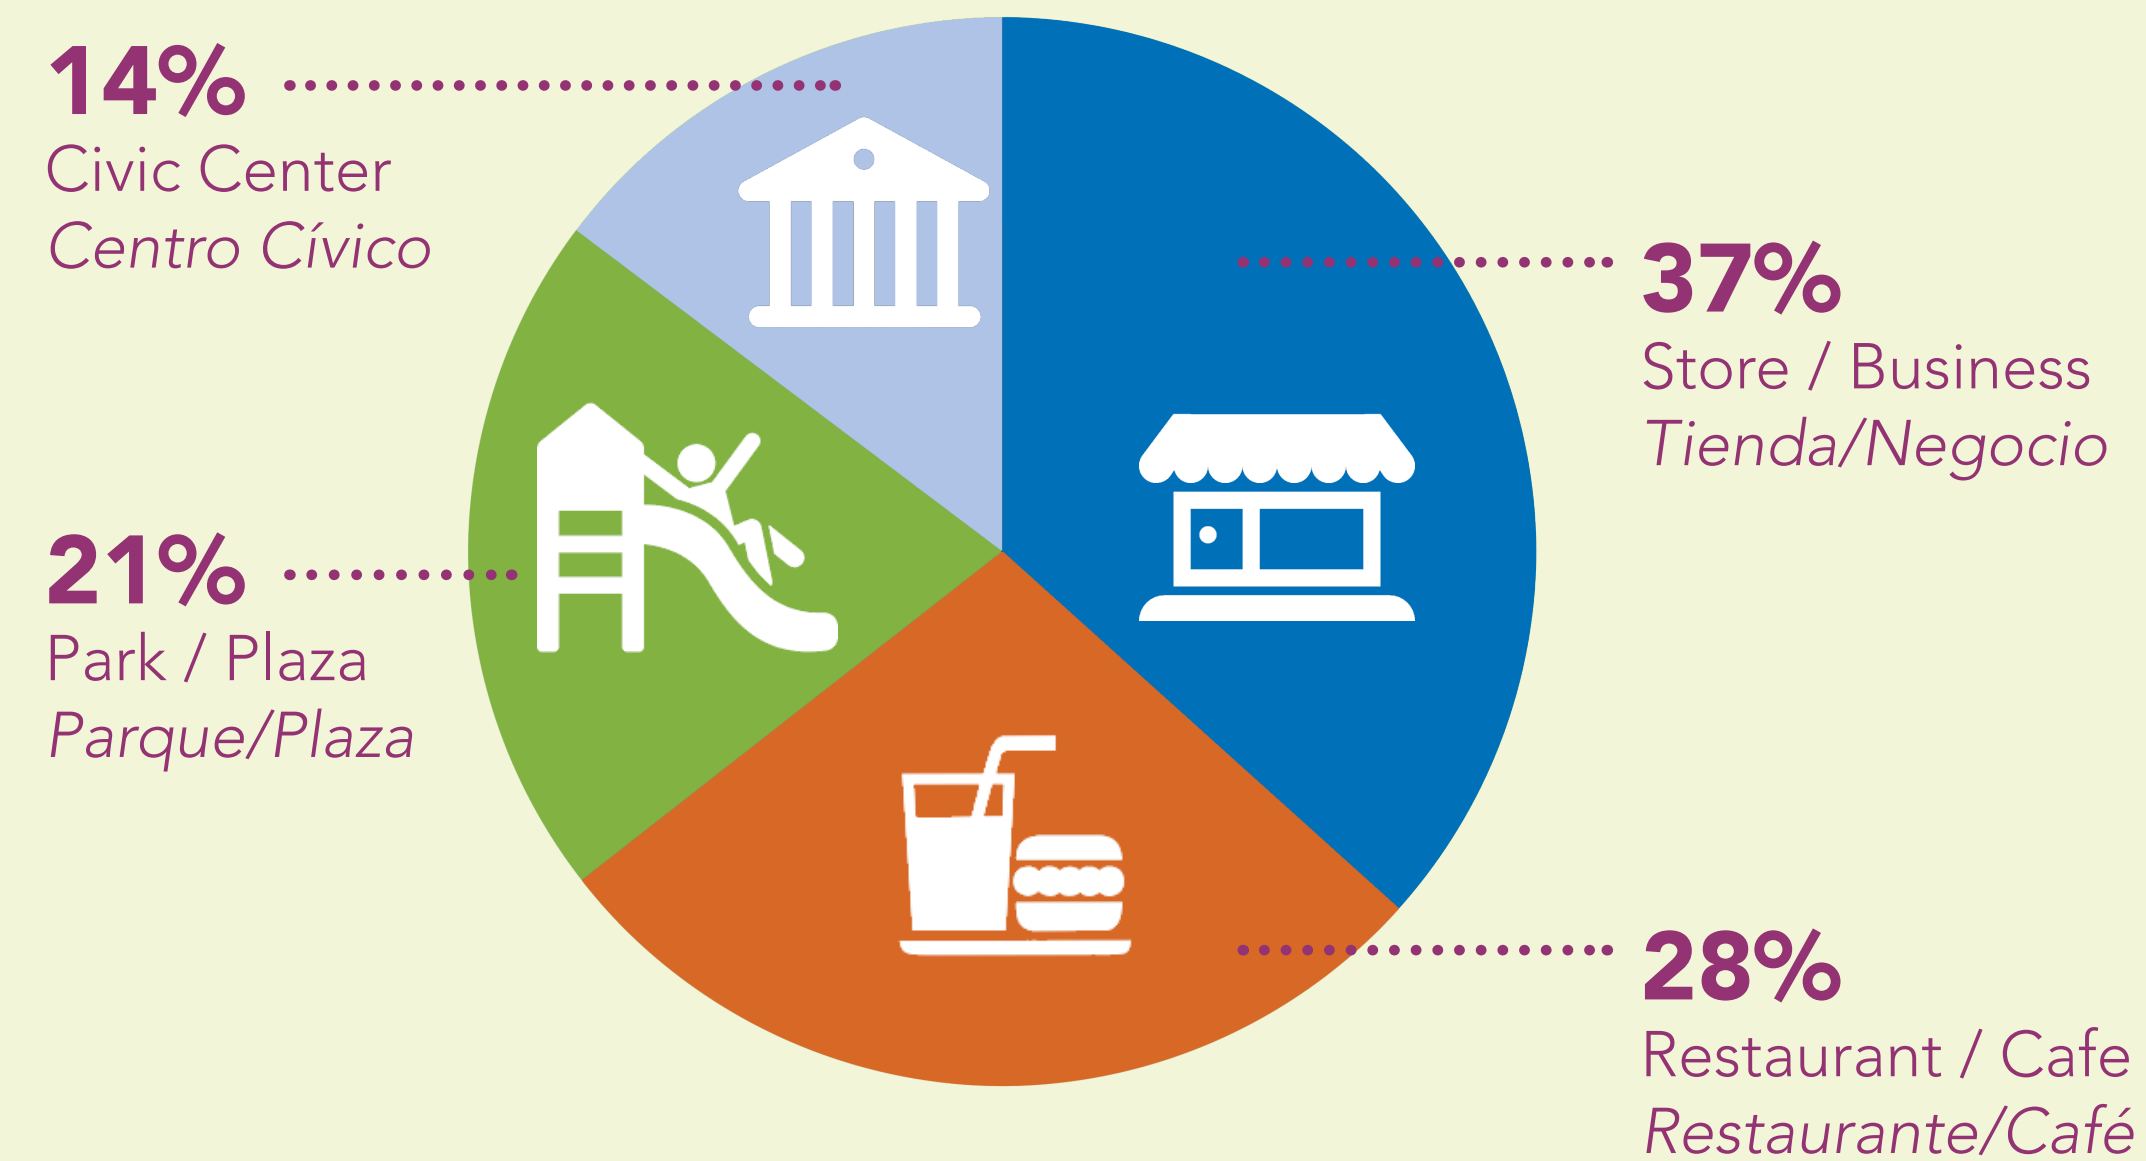 14%
Civic Center
Centro Cívico
37%
Store / Business
Tienda/Negocio
21%
Park / Plaza
Parque/Plaza
28%
Restaurant / Cafe
Restaurante/Café